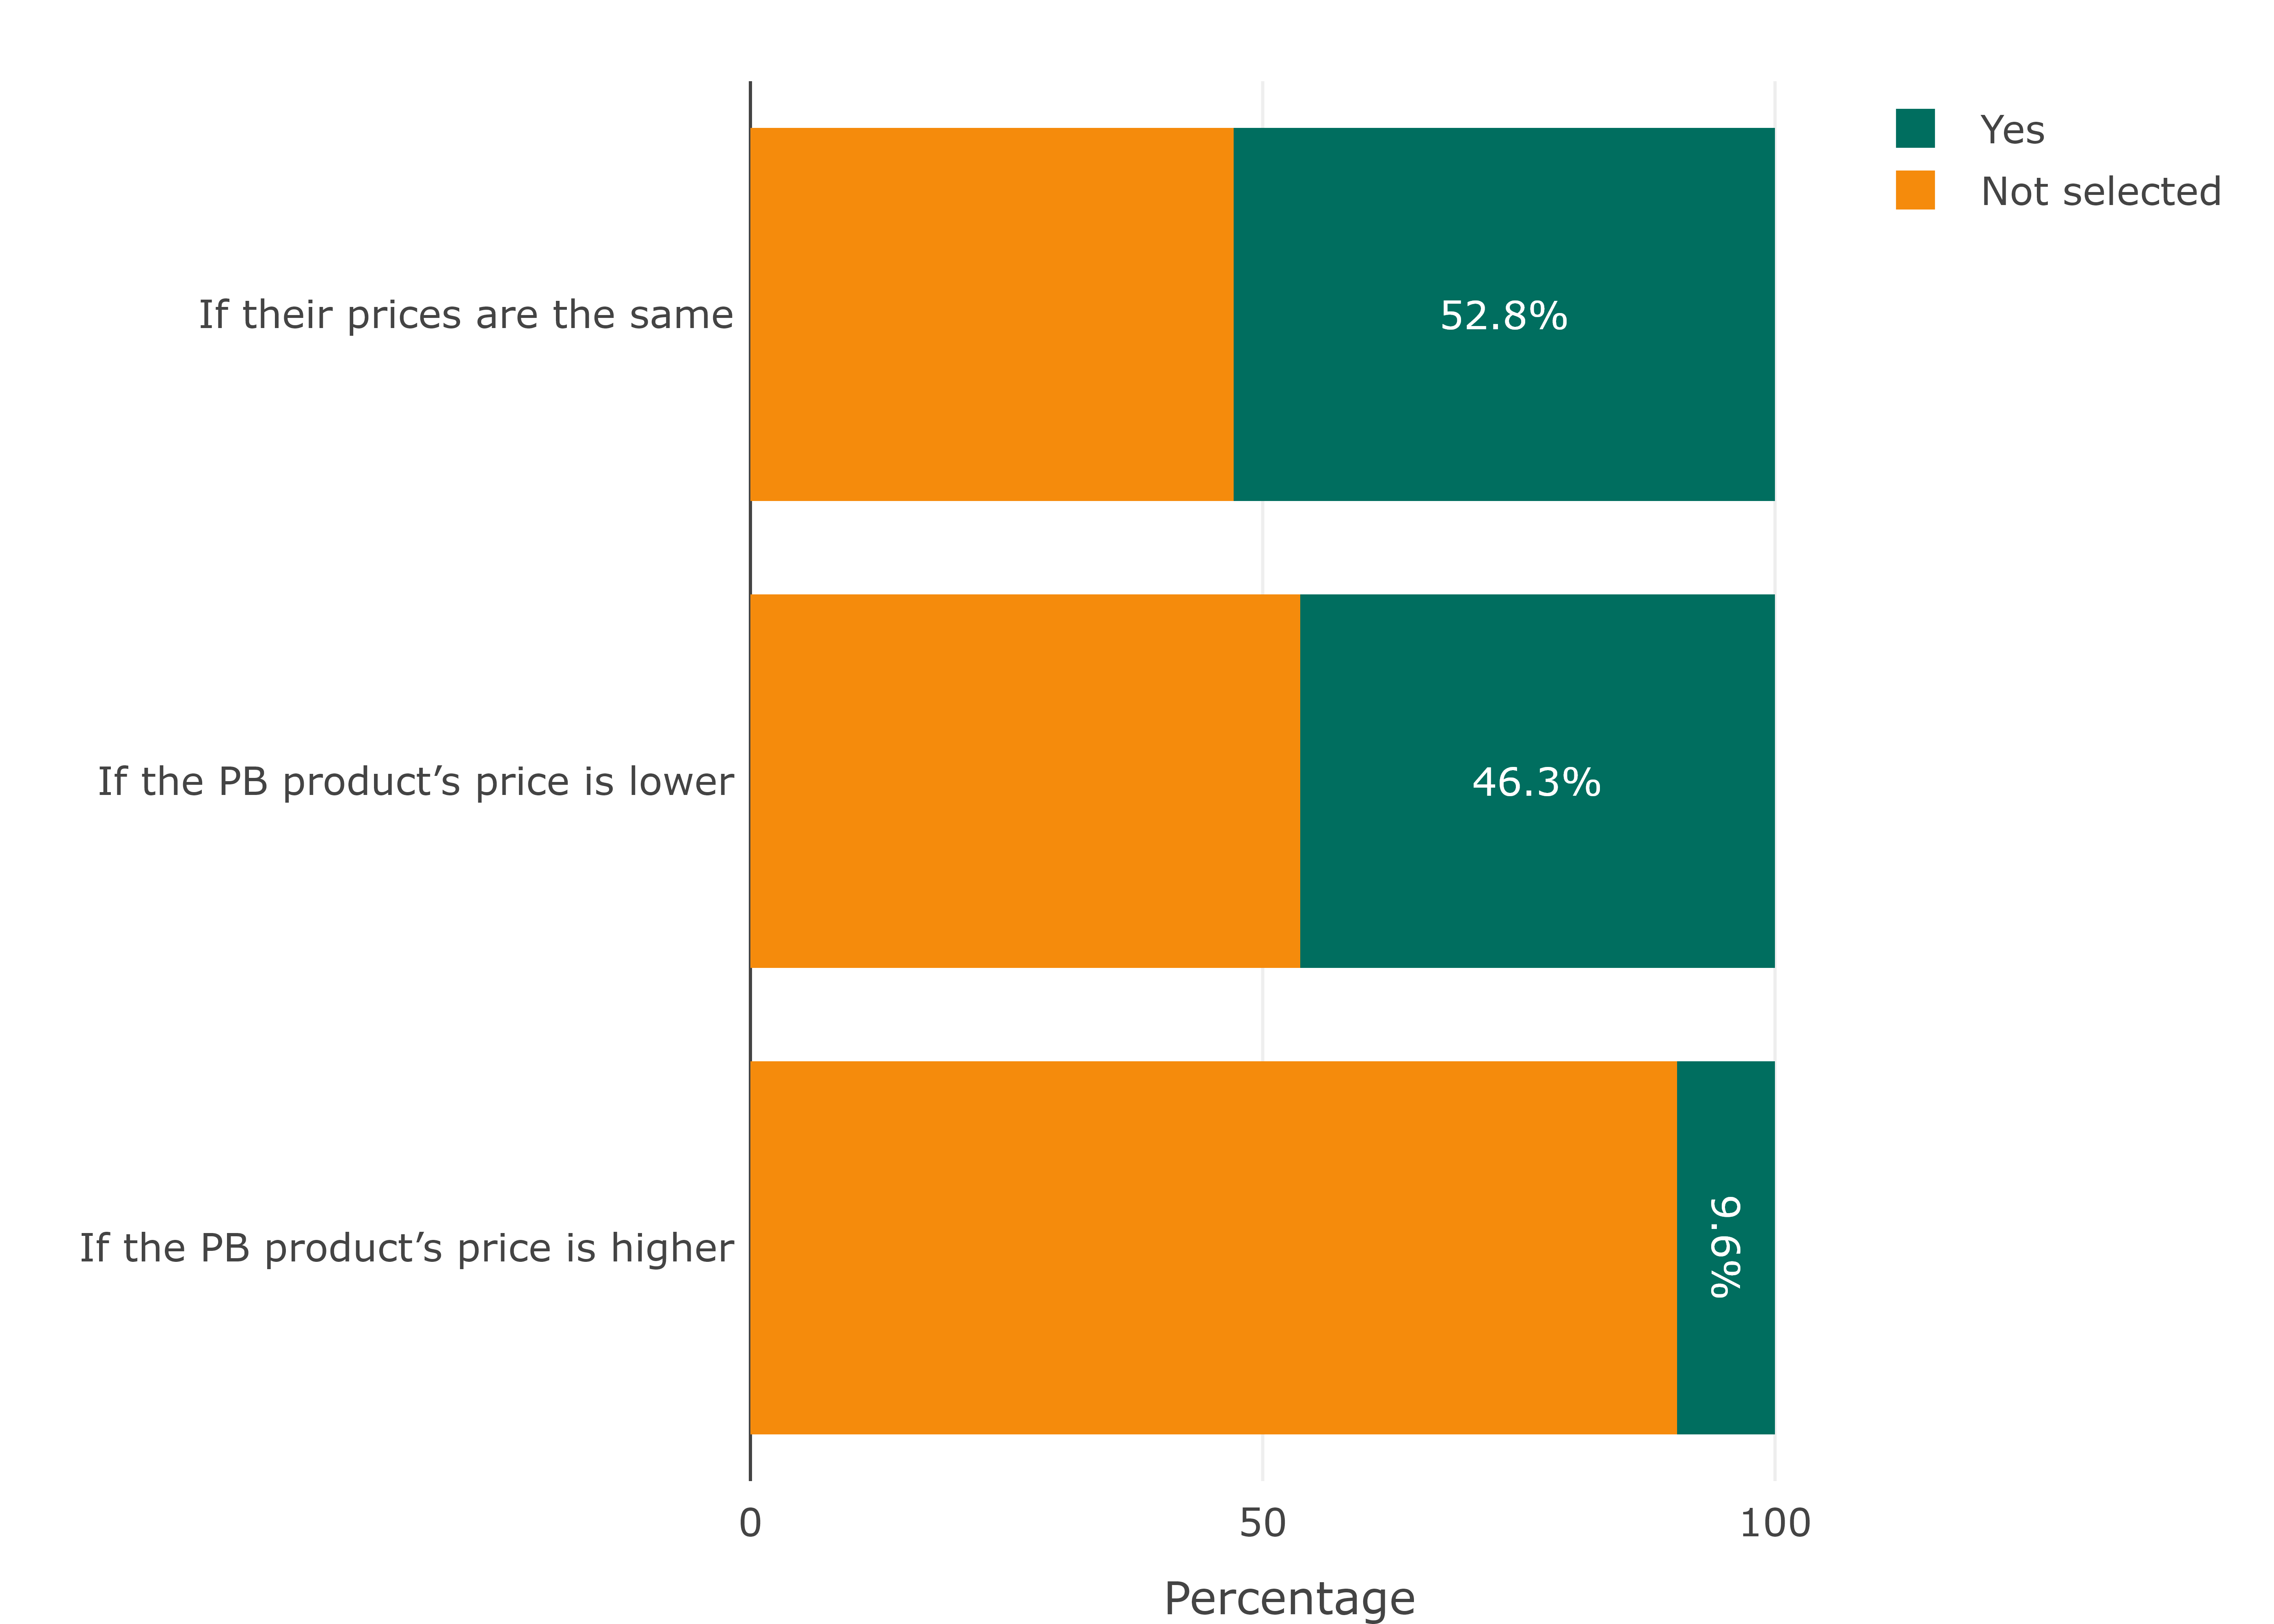 Yes
Not selected
If their prices are the same
52.8%
If the PB product’s price is lower
46.3%
If the PB product’s price is higher
9.6%
0
50
100
Percentage